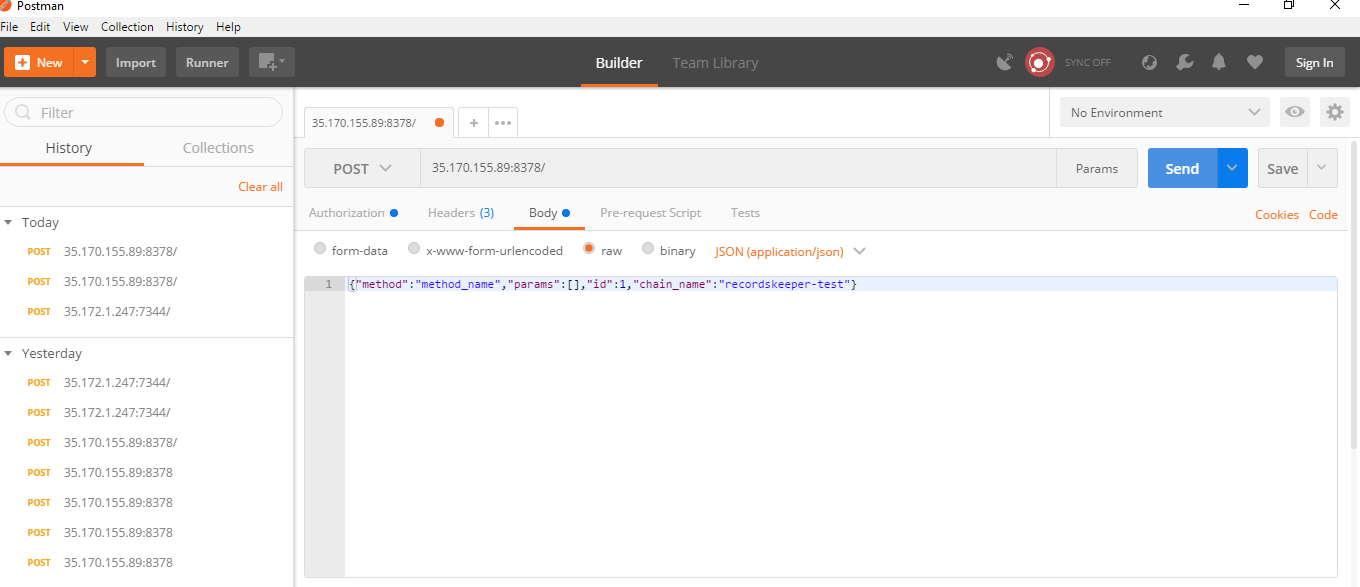 Postman
File Edit View Collection History Help
New Import Runner Builder Team Library SYNC OFF Sign In
Filter
History Collections
Clear all
Today
POST 35.170.155.89:8378/
POST 35.170.155.89:8378/
POST 35.172.1.247:7344/
Yesterday
POST 35.172.1.247:7344/
POST 35.172.1.247:7344/
POST 35.170.155.89:8378/
POST 35.170.155.89:8378
POST 35.170.155.89:8378
POST 35.170.155.89:8378
POST 35.170.155.89:8378
35.170.155.89:8378/ + ••• No Environment
POST 35.170.155.89:8378/ Params Send Save
Authorization Headers (3) Body Pre-request Script Tests Cookies Code
form-data x-www-form-urlencoded raw binary JSON (application/json)
1 {"method":"method_name","params":[],"id":1,"chain_name":"recordskeeper-test"}